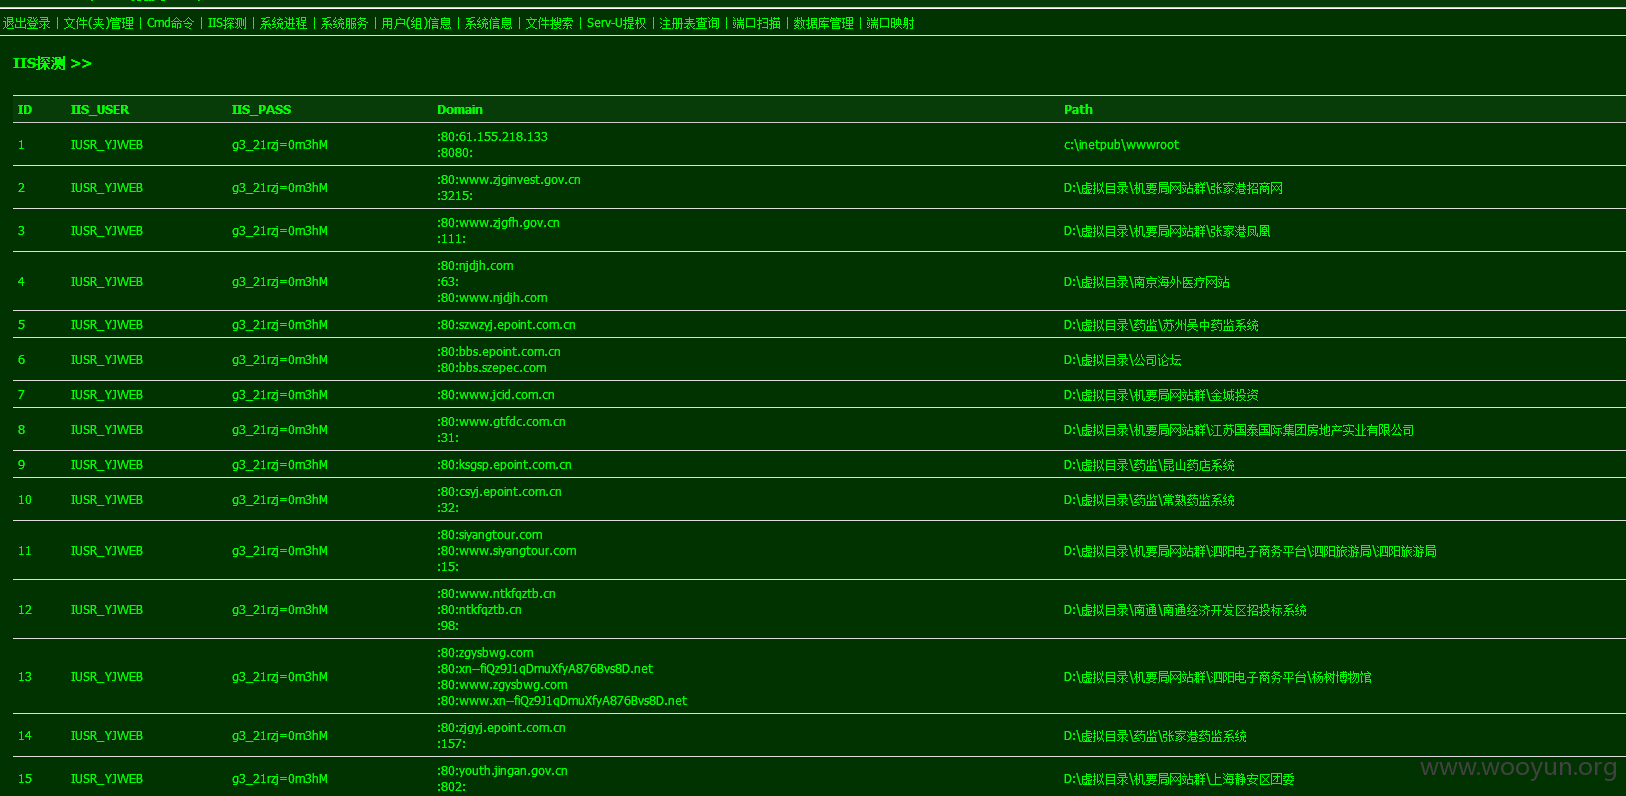 退出登录 | 文件(夹)管理 | Cmd命令 | IIS探测 | 系统进程 | 系统服务 | 用户(组)信息 | 系统信息 | 文件搜索 | Serv-U提权 | 注册表查询 | 端口扫描 | 数据库管理 | 端口映射
IIS探测 >>
ID IIS_USER IIS_PASS Domain Path
1 IUSR_YJWEB g3_21rzj=0m3hM :80:61.155.218.133 c:\inetpub\wwwroot
:8080:
2 IUSR_YJWEB g3_21rzj=0m3hM :80:www.zjginvest.gov.cn D:\虚拟目录\机要局网站群\张家港招商网
:3215:
3 IUSR_YJWEB g3_21rzj=0m3hM :80:www.zjgfh.gov.cn D:\虚拟目录\机要局网站群\张家港凤凰
:111:
4 IUSR_YJWEB g3_21rzj=0m3hM :80:njdjh.com D:\虚拟目录\南京海外医疗网站
:63:
:80:www.njdjh.com
5 IUSR_YJWEB g3_21rzj=0m3hM :80:szwzyj.epoint.com.cn D:\虚拟目录\药监\苏州吴中药监系统
6 IUSR_YJWEB g3_21rzj=0m3hM :80:bbs.epoint.com.cn D:\虚拟目录\公司论坛
:80:bbs.szepec.com
7 IUSR_YJWEB g3_21rzj=0m3hM :80:www.jcid.com.cn D:\虚拟目录\机要局网站群\金城投资
8 IUSR_YJWEB g3_21rzj=0m3hM :80:www.gtfdc.com.cn D:\虚拟目录\机要局网站群\江苏国泰国际集团房地产实业有限公司
:31:
9 IUSR_YJWEB g3_21rzj=0m3hM :80:ksgsp.epoint.com.cn D:\虚拟目录\药监\昆山药店系统
10 IUSR_YJWEB g3_21rzj=0m3hM :80:csyj.epoint.com.cn D:\虚拟目录\药监\常熟药监系统
:32:
11 IUSR_YJWEB g3_21rzj=0m3hM :80:siyangtour.com D:\虚拟目录\机要局网站群\泗阳电子商务平台\泗阳旅游局\泗阳旅游局
:80:www.siyangtour.com
:15:
12 IUSR_YJWEB g3_21rzj=0m3hM :80:www.ntkfqztb.cn D:\虚拟目录\南通\南通经济开发区招投标系统
:80:ntkfqztb.cn
:98:
13 IUSR_YJWEB g3_21rzj=0m3hM :80:zgysbwg.com D:\虚拟目录\机要局网站群\泗阳电子商务平台\杨树博物馆
:80:xn--fiQz9J1qDmuXfyA876Bvs8D.net
:80:www.zgysbwg.com
:80:www.xn--fiQz9J1qDmuXfyA876Bvs8D.net
14 IUSR_YJWEB g3_21rzj=0m3hM :80:zjgyj.epoint.com.cn D:\虚拟目录\药监\张家港药监系统
:157:
15 IUSR_YJWEB g3_21rzj=0m3hM :80:youth.jingan.gov.cn D:\虚拟目录\机要局网站群\上海静安区团委
:802:
www.wooyun.org